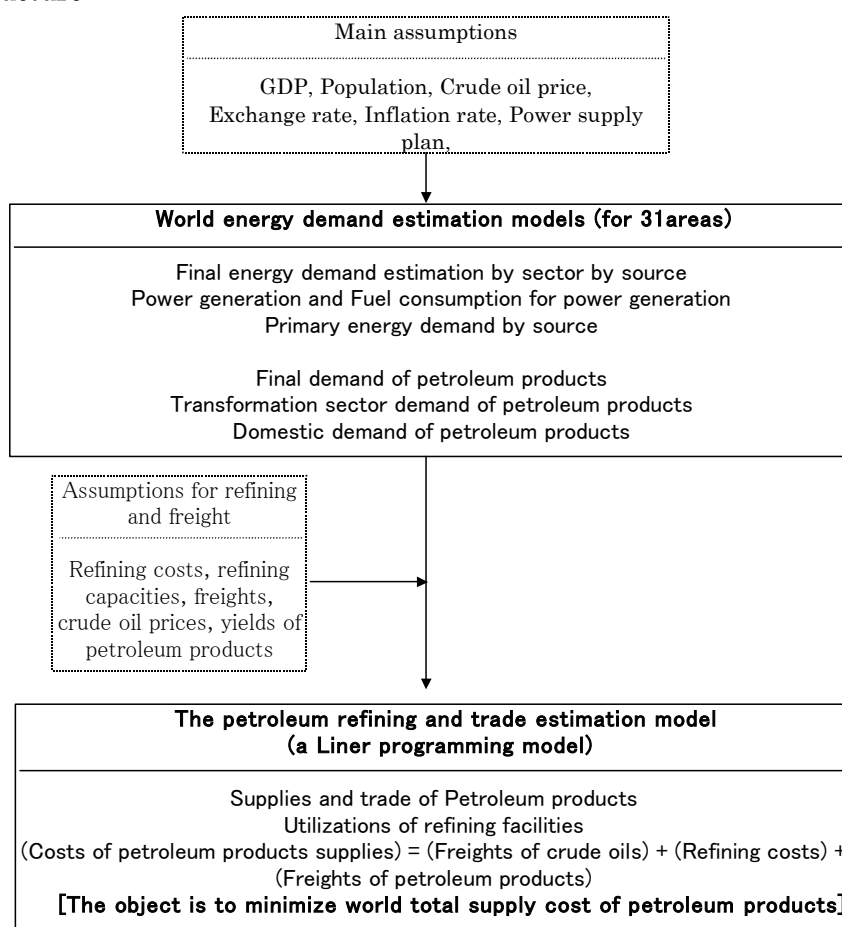 Main assumptions
GDP, Population, Crude oil price,
Exchange rate, Inflation rate, Power supply
plan,
World energy demand estimation models (for 31areas)
Final energy demand estimation by sector by source
Power generation and Fuel consumption for power generation
Primary energy demand by source
Final demand of petroleum products
Transformation sector demand of petroleum products
Domestic demand of petroleum products
Assumptions for refining
and freight
Refining costs, refining
capacities, freights,
crude oil prices, yields of
petroleum products
The petroleum refining and trade estimation model
(a Liner programming model)
Supplies and trade of Petroleum products
Utilizations of refining facilities
(Costs of petroleum products supplies) = (Freights of crude oils) + (Refining costs) +
(Freights of petroleum products)
[The object is to minimize world total supply cost of petroleum products]